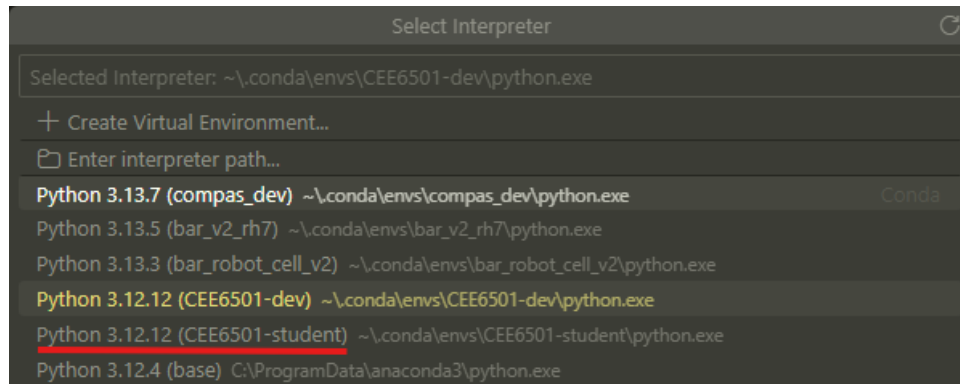 Select Interpreter
Selected Interpreter: ~\.conda\envs\CEE6501-dev\python.exe
+ Create Virtual Environment...
Enter interpreter path...
Python 3.13.7 (compas_dev) ~\.conda\envs\compas_dev\python.exe Conda
Python 3.13.5 (bar_v2_rh7) ~\.conda\envs\bar_v2_rh7\python.exe
Python 3.13.3 (bar_robot_cell_v2) ~\.conda\envs\bar_robot_cell_v2\python.exe
Python 3.12.12 (CEE6501-dev) ~\.conda\envs\CEE6501-dev\python.exe
Python 3.12.12 (CEE6501-student) ~\.conda\envs\CEE6501-student\python.exe
Python 3.12.4 (base) C:\ProgramData\anaconda3\python.exe